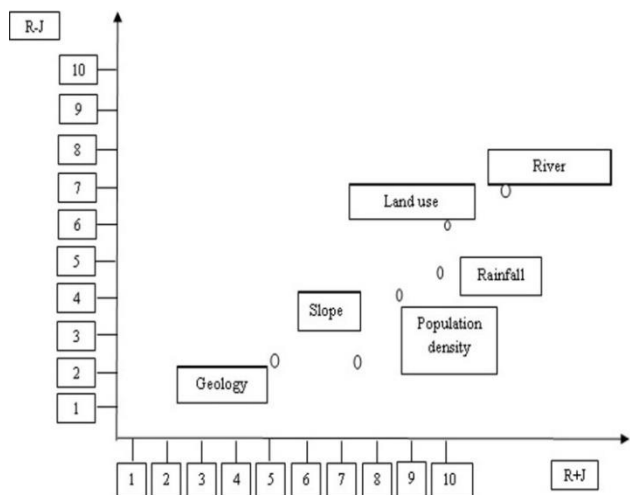 R-J
10
9
8
River
7
Land use
6
5
Rainfall
4
Slope
Population
density
3
2
Geology
1
1 2 3 4 5 6 7 8 9 10
R+J